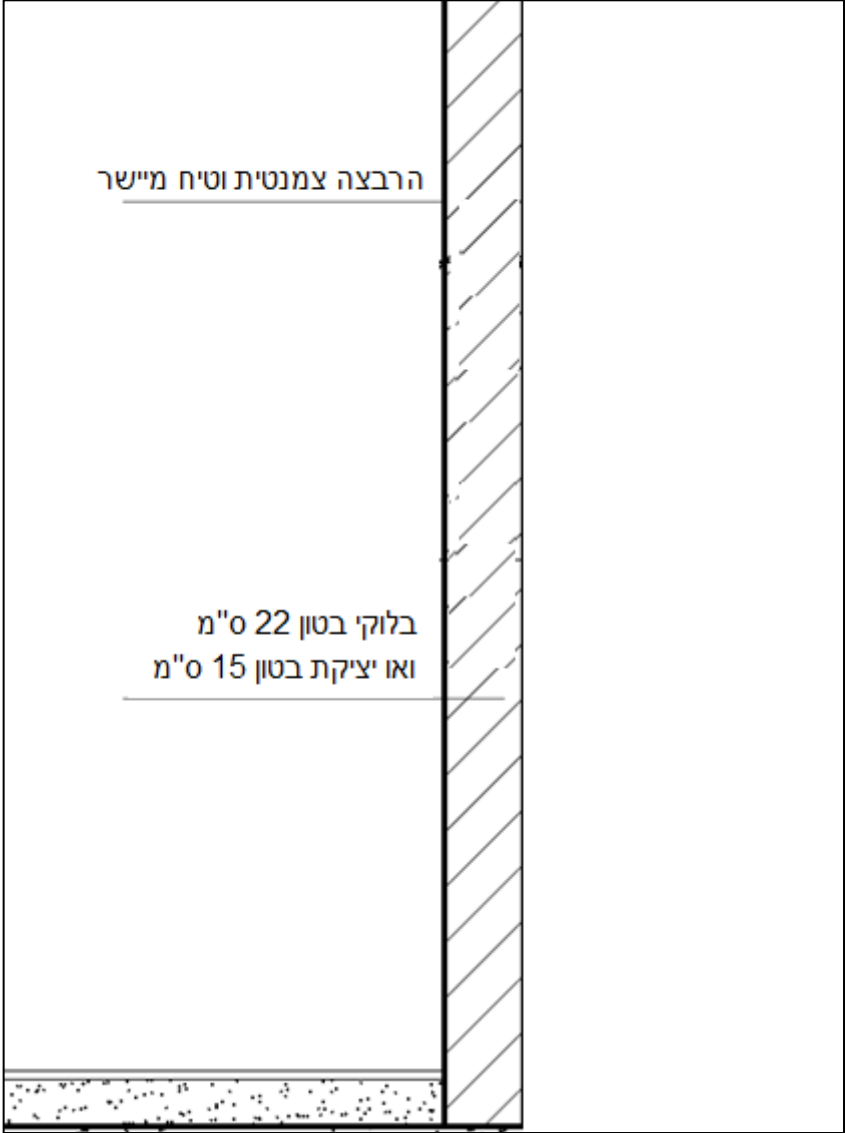 הרבצה צמנטית וטיח מיישר
בלוקי בטון 22 ס"מ
ואו יציקת בטון 15 ס"מ